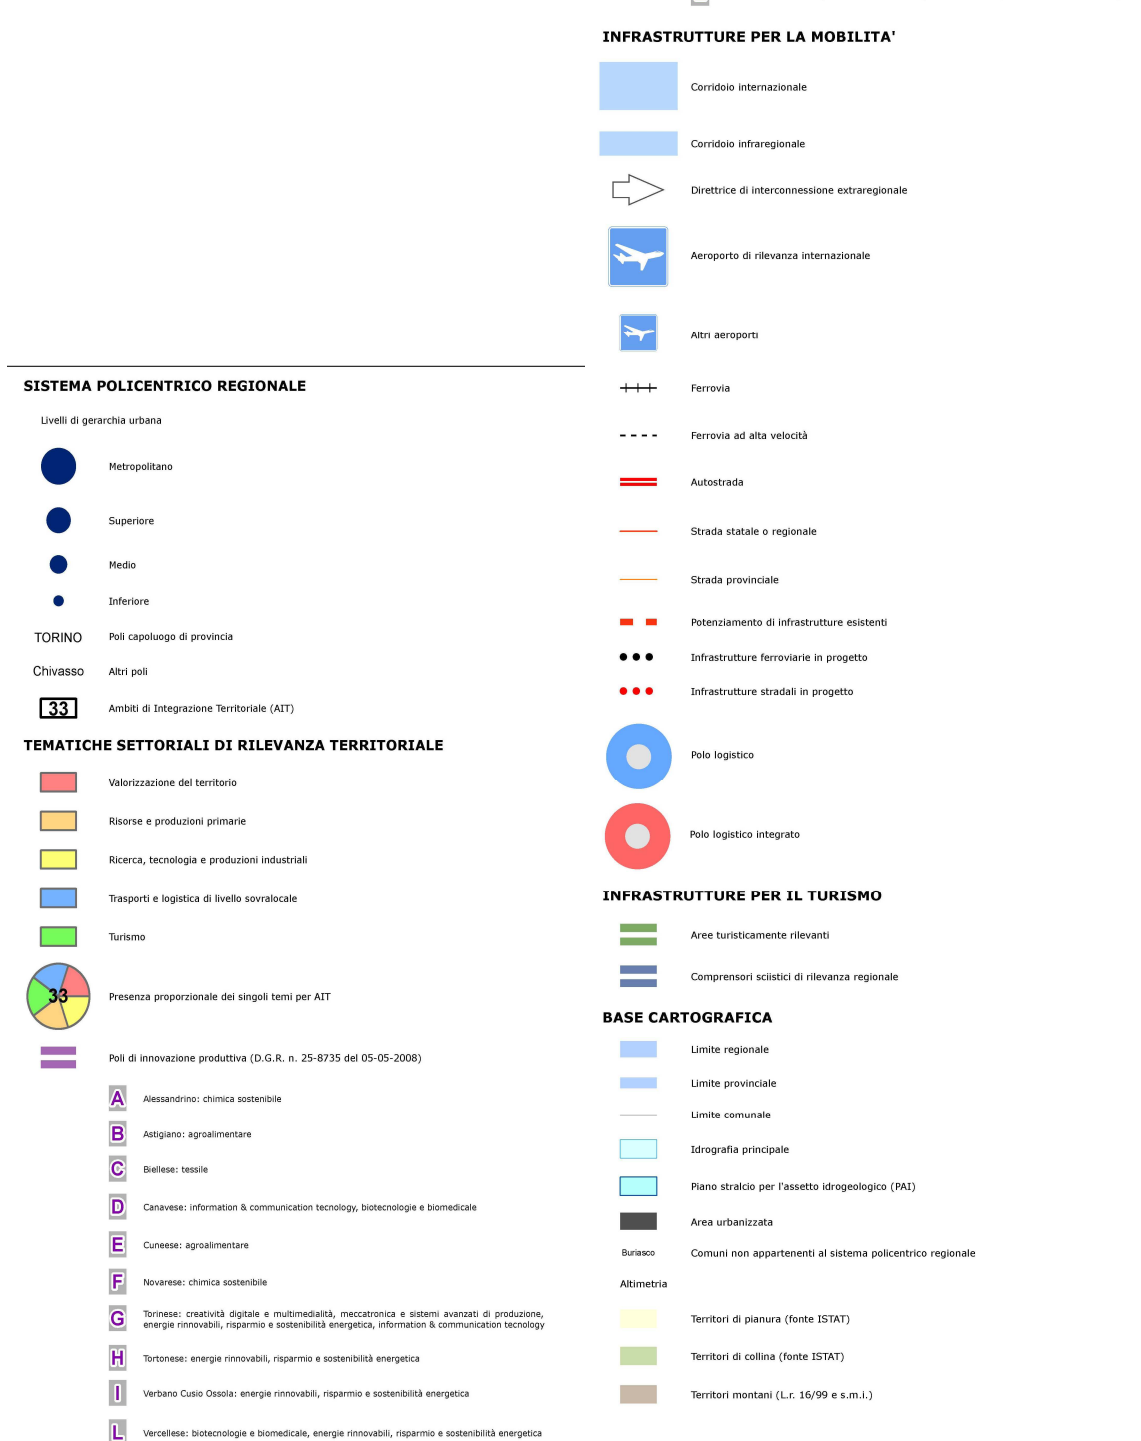 SISTEMA POLICENTRICO REGIONALE
Livelli di gerarchia urbana
Metropolitano
Superiore
Medio
Inferiore
TORINO Poli capoluogo di provincia
Chivasso Altri poli
33 Ambiti di Integrazione Territoriale (AIT)
TEMATICHE SETTORIALI DI RILEVANZA TERRITORIALE
Valorizzazione del territorio
Risorse e produzioni primarie
Ricerca, tecnologia e produzioni industriali
Trasporti e logistica di livello sovralocale
Turismo
33 Presenza proporzionale dei singoli temi per AIT
Poli di innovazione produttiva (D.G.R. n. 25-8735 del 05-05-2008)
A Alessandrino: chimica sostenibile
B Astigiano: agroalimentare
C Biellese: tessile
D Canavese: information & communication tecnology, biotecnologie e biomedicale
E Cuneese: agroalimentare
F Novarese: chimica sostenibile
G Torinese: creatività digitale e multimedialità, meccatronica e sistemi avanzati di produzione,
energie rinnovabili, risparmio e sostenibilità energetica, information & communication tecnology
H Tortonese: energie rinnovabili, risparmio e sostenibilità energetica
I Verbano Cusio Ossola: energie rinnovabili, risparmio e sostenibilità energetica
L Vercellese: biotecnologie e biomedicale, energie rinnovabili, risparmio e sostenibilità energetica
INFRASTRUTTURE PER LA MOBILITA'
Corridoio internazionale
Corridoio infraregionale
Direttrice di interconnessione extraregionale
Aeroporto di rilevanza internazionale
Altri aeroporti
Ferrovia
Ferrovia ad alta velocità
Autostrada
Strada statale o regionale
Strada provinciale
Potenziamento di infrastrutture esistenti
Infrastrutture ferroviarie in progetto
Infrastrutture stradali in progetto
Polo logistico
Polo logistico integrato
INFRASTRUTTURE PER IL TURISMO
Aree turisticamente rilevanti
Comprensori sciistici di rilevanza regionale
BASE CARTOGRAFICA
Limite regionale
Limite provinciale
Limite comunale
Idrografia principale
Piano stralcio per l'assetto idrogeologico (PAI)
Area urbanizzata
Buriasco Comuni non appartenenti al sistema policentrico regionale
Altimetria
Territori di pianura (fonte ISTAT)
Territori di collina (fonte ISTAT)
Territori montani (L.r. 16/99 e s.m.i.)